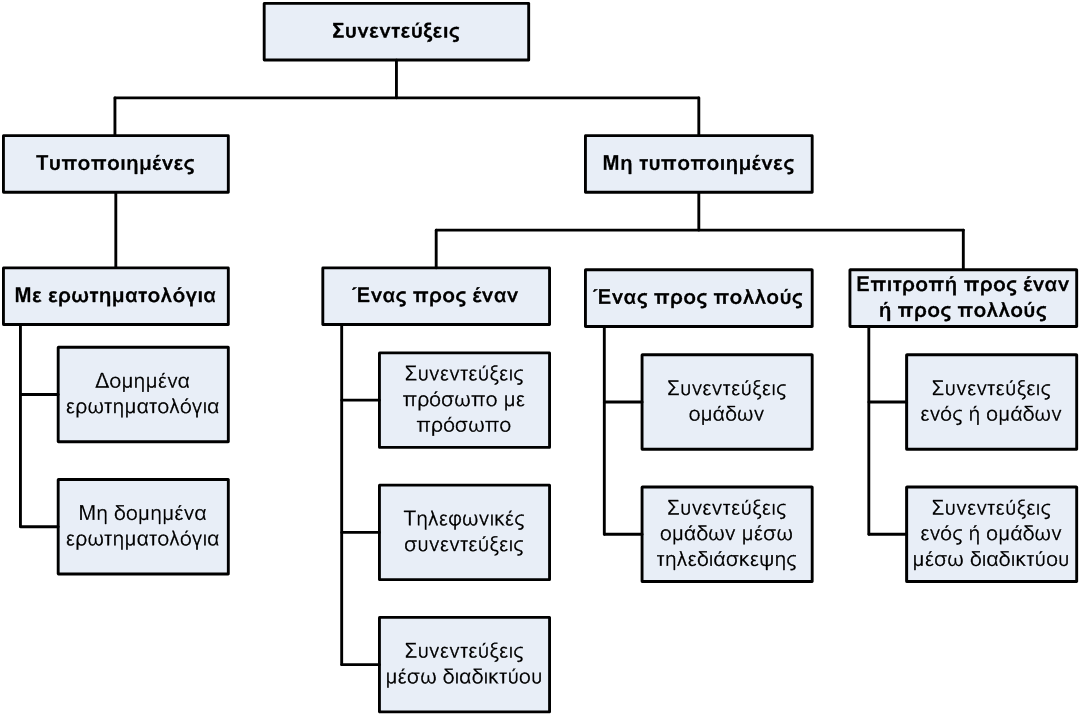 Συνεντεύξεις
Τυποποιημένες
Μη τυποποιημένες
Με ερωτηματολόγια
Ένας προς έναν
Ένας προς πολλούς
Επιτροπή προς έναν
ή προς πολλούς
Δομημένα
ερωτηματολόγια
Μη δομημένα
ερωτηματολόγια
Συνεντεύξεις
πρόσωπο με
πρόσωπο
Τηλεφωνικές
συνεντεύξεις
Συνεντεύξεις
μέσω διαδικτύου
Συνεντεύξεις
ομάδων
Συνεντεύξεις
ομάδων μέσω
τηλεδιάσκεψης
Συνεντεύξεις
ενός ή ομάδων
Συνεντεύξεις
ενός ή ομάδων
μέσω διαδικτύου